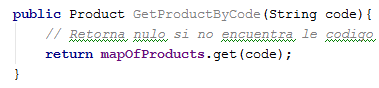 public Product GetProductByCode(String code){
// Retorna nulo si no encuentra le codigo
return mapOfProducts.get(code);
}